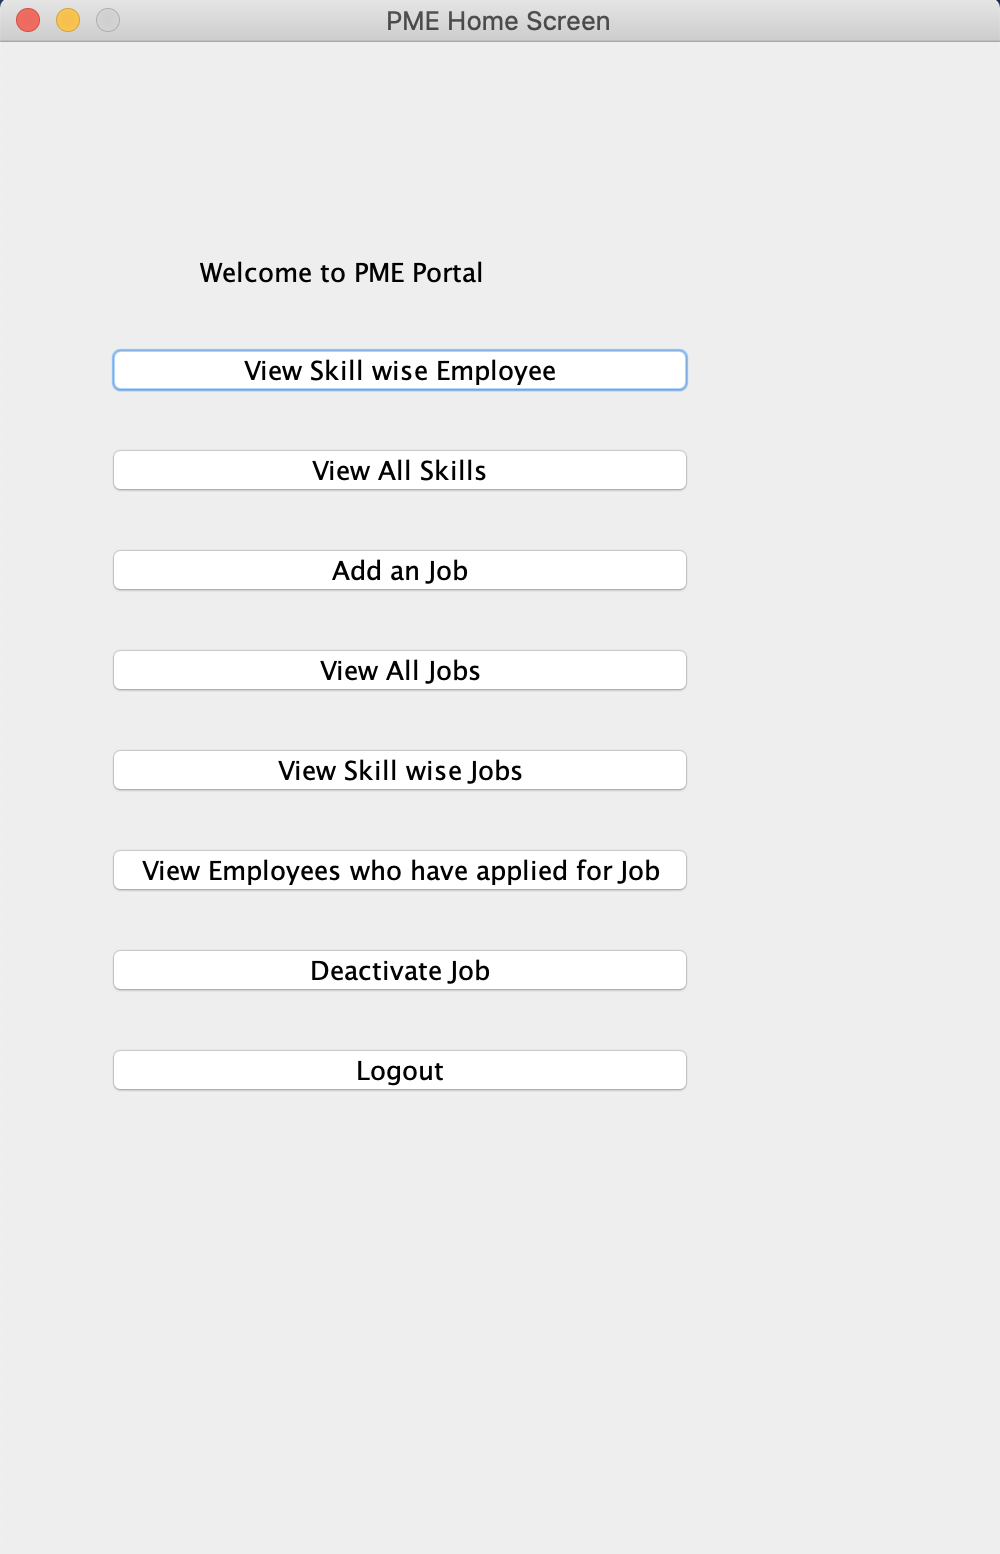 PME Home Screen
Welcome to PME Portal
View Skill wise Employee
View All Skills
Add an Job
View All Jobs
View Skill wise Jobs
View Employees who have applied for Job
Deactivate Job
Logout